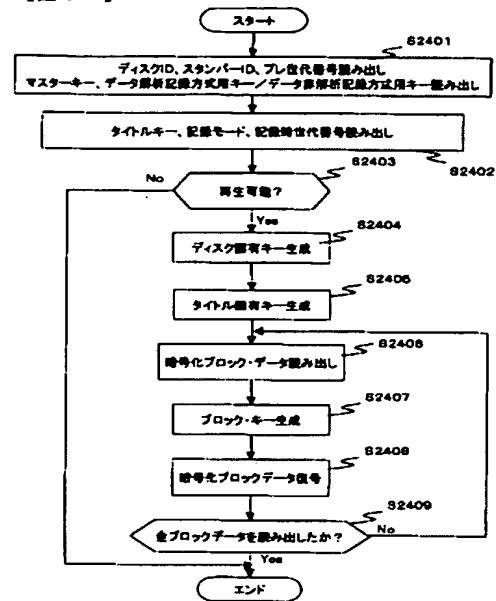 スタート
S2401
ディスクID、スタンパーID、プレ世代番号読み出し
マスターキー、データ解析記録方式用キー/データ非解析記録方式用キー読み出し
タイトルキー、記録モード、記録時世代番号読み出し
S2402
S2403
No
再生可能?
Yes
S2404
ディスク固有キー生成
S2405
タイトル固有キー生成
S2406
暗号化ブロック・データ読み出し
S2407
ブロック・キー生成
S2408
暗号化ブロックデータ復号
S2409
全ブロックデータを読み出したか?
No
Yes
エンド